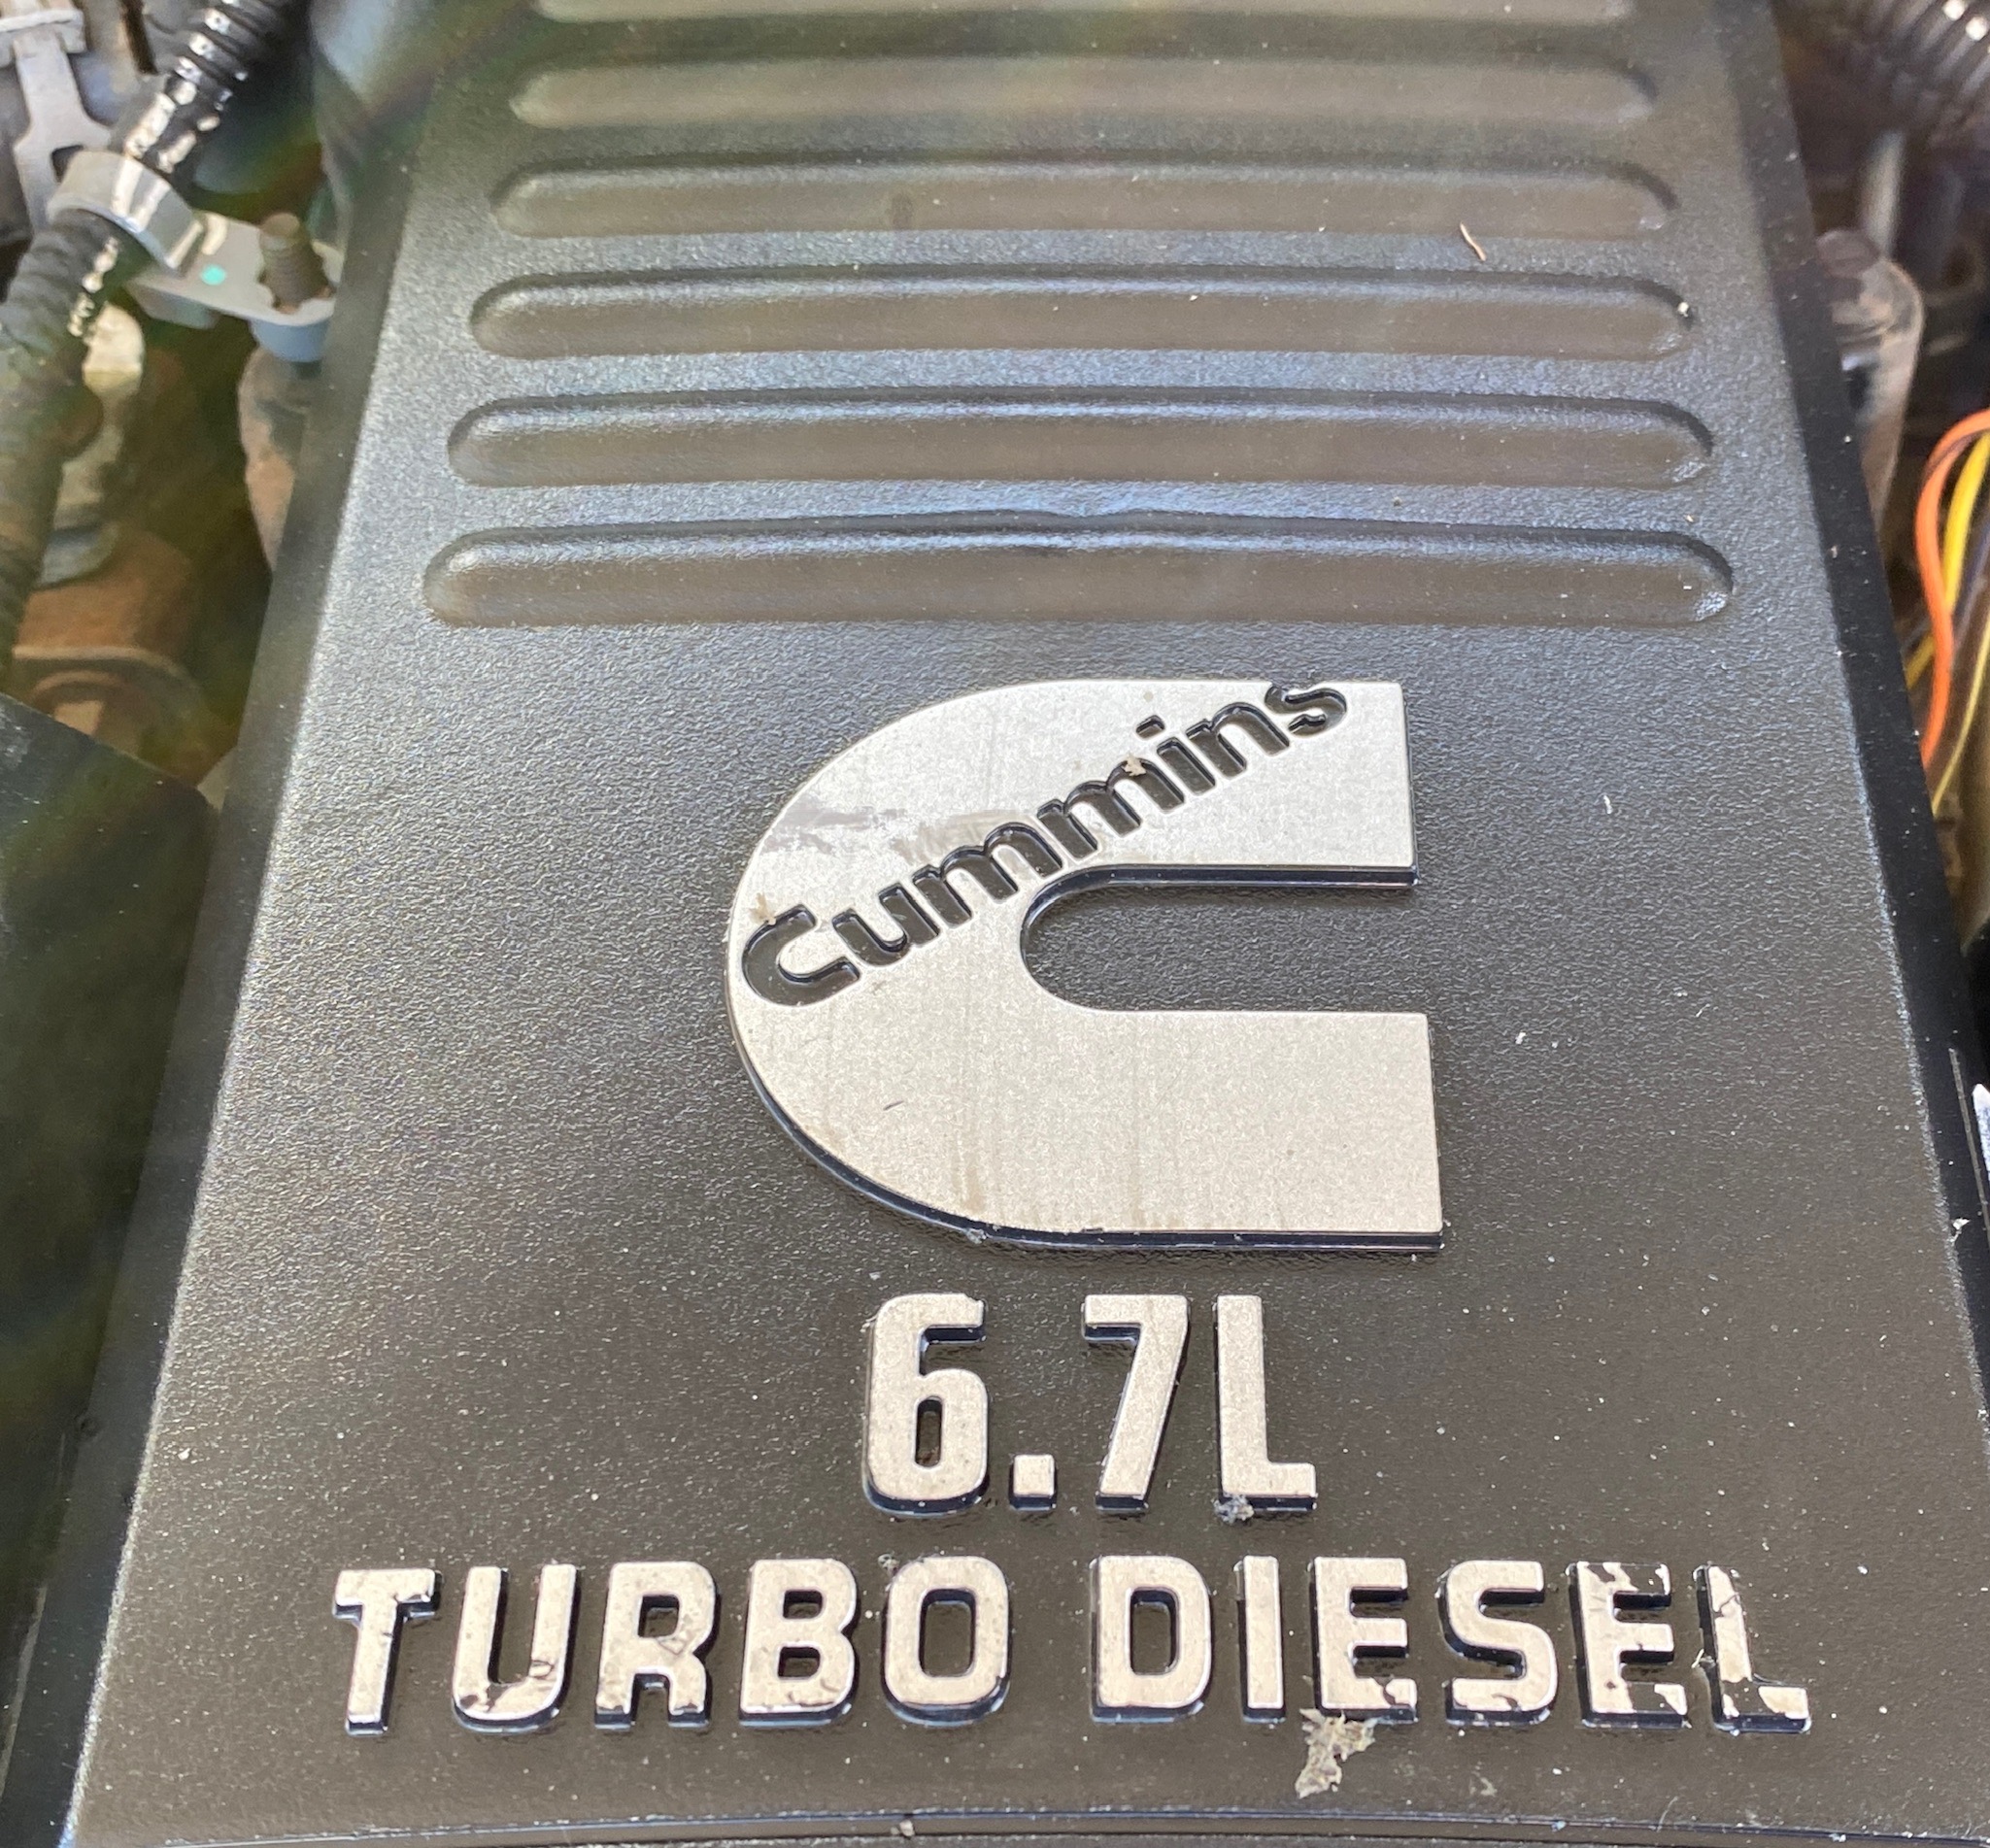 Cummins
6.7L
TURBO DIESEL